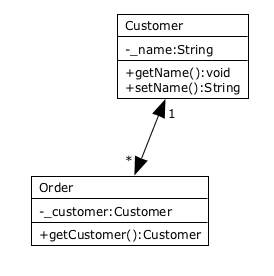 Customer
-_name:String
+getName():void
+setName():String
1
*
Order
-_customer:Customer
+getCustomer():Customer